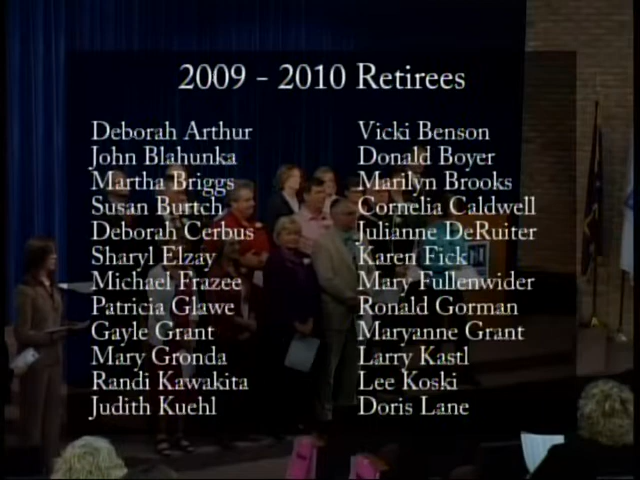 2009 - 2010 Retirees
Deborah Arthur
John Blahunka
Martha Briggs
Susan Burtch
Deborah Cerbus
Sharyl Elzay
Michael Frazee
Patricia Glawe
Gayle Grant
Mary Gronda
Randi Kawakita
Judith Kuehl
Vicki Benson
Donald Boyer
Marilyn Brooks
Cornelia Caldwell
Julianne DeRuiter
Karen Fick
Mary Fullenwider
Ronald Gorman
Maryanne Grant
Larry Kastl
Lee Koski
Doris Lane